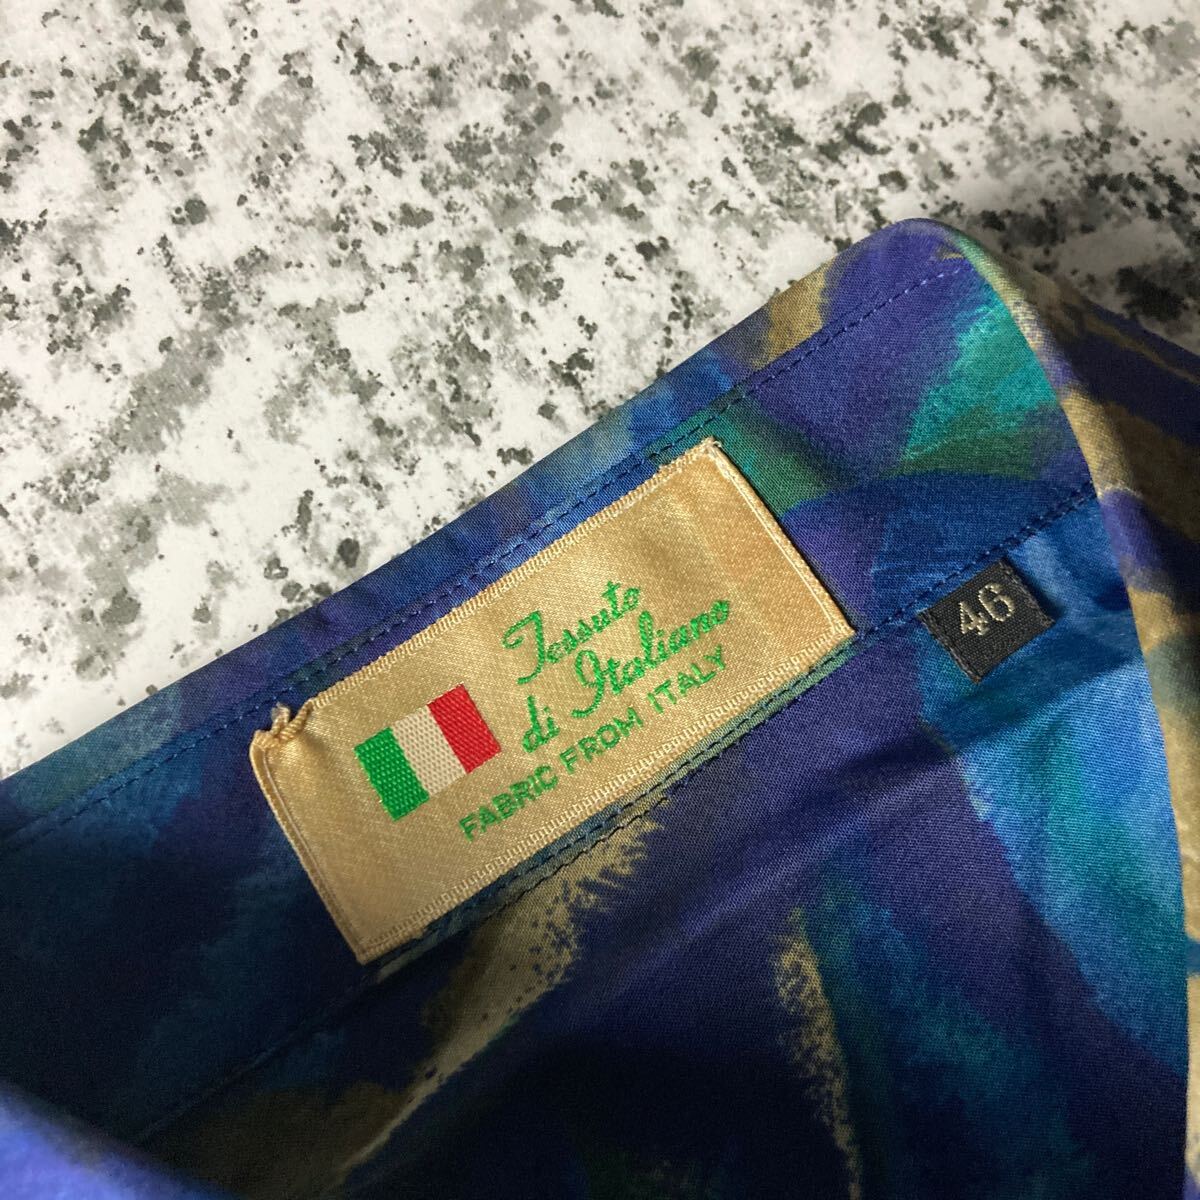 Tessuto
di Italiano
FABRIC FROM ITALY
46